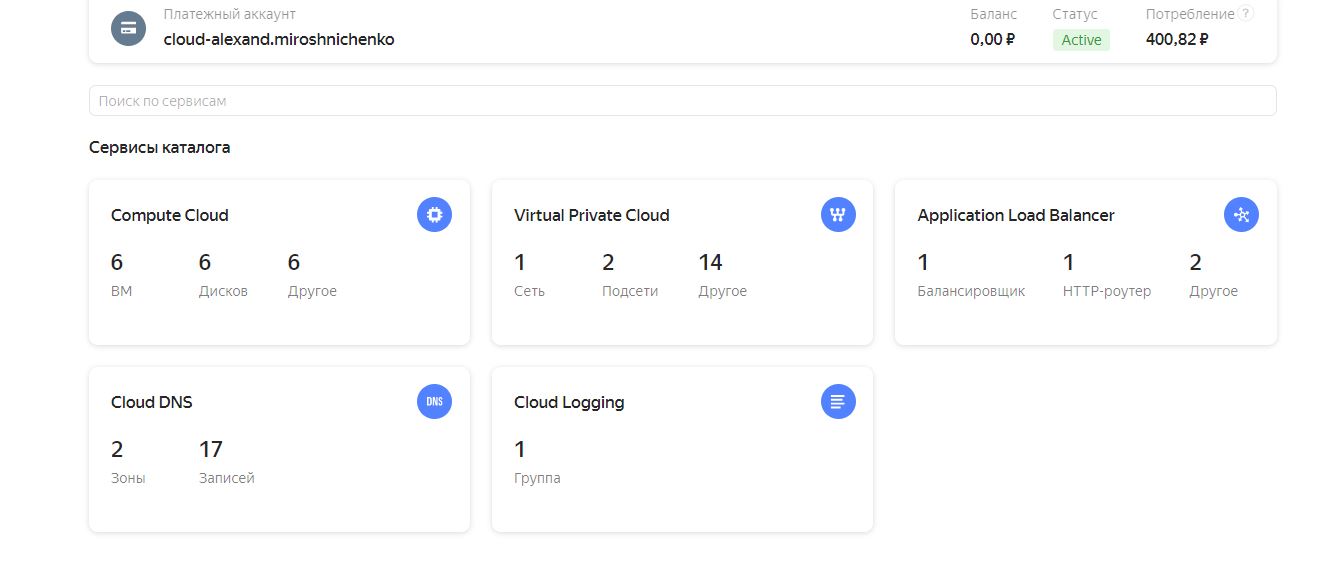 Платежный аккаунт
cloud-alexand.miroshnichenko
Баланс
0,00 ₽
Статус
Active
Потребление ?
400,82 ₽
Поиск по сервисам
Сервисы каталога
Compute Cloud
6 6 6
ВМ Дисков Другое
Virtual Private Cloud
1 2 14
Сеть Подсети Другое
Application Load Balancer
1 1 2
Балансировщик HTTP-роутер Другое
Cloud DNS
DNS
2 17
Зоны Записей
Cloud Logging
1
Группа